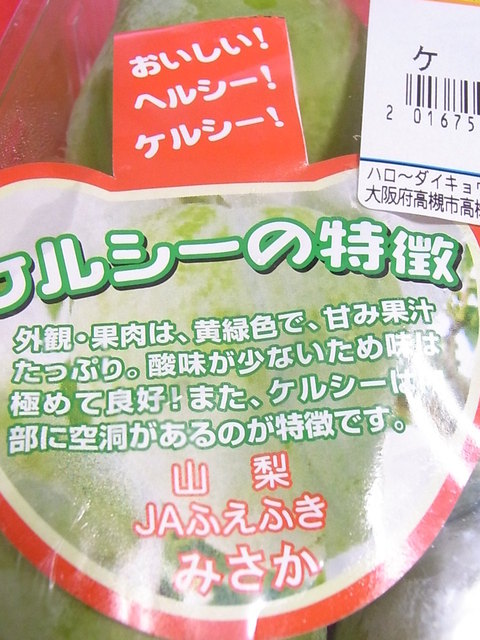 おいしい!
ヘルシー!
ケルシー!
ケ
2 01675
ハロ〜ダイキョウ
大阪府高槻市高槻
ケルシーの特徴
外観・果肉は、黄緑色で、甘み果汁
たっぷり。酸味が少ないため味は
極めて良好!また、ケルシーは
部に空洞があるのが特徴です。
山 梨
JAふえふき
みさか